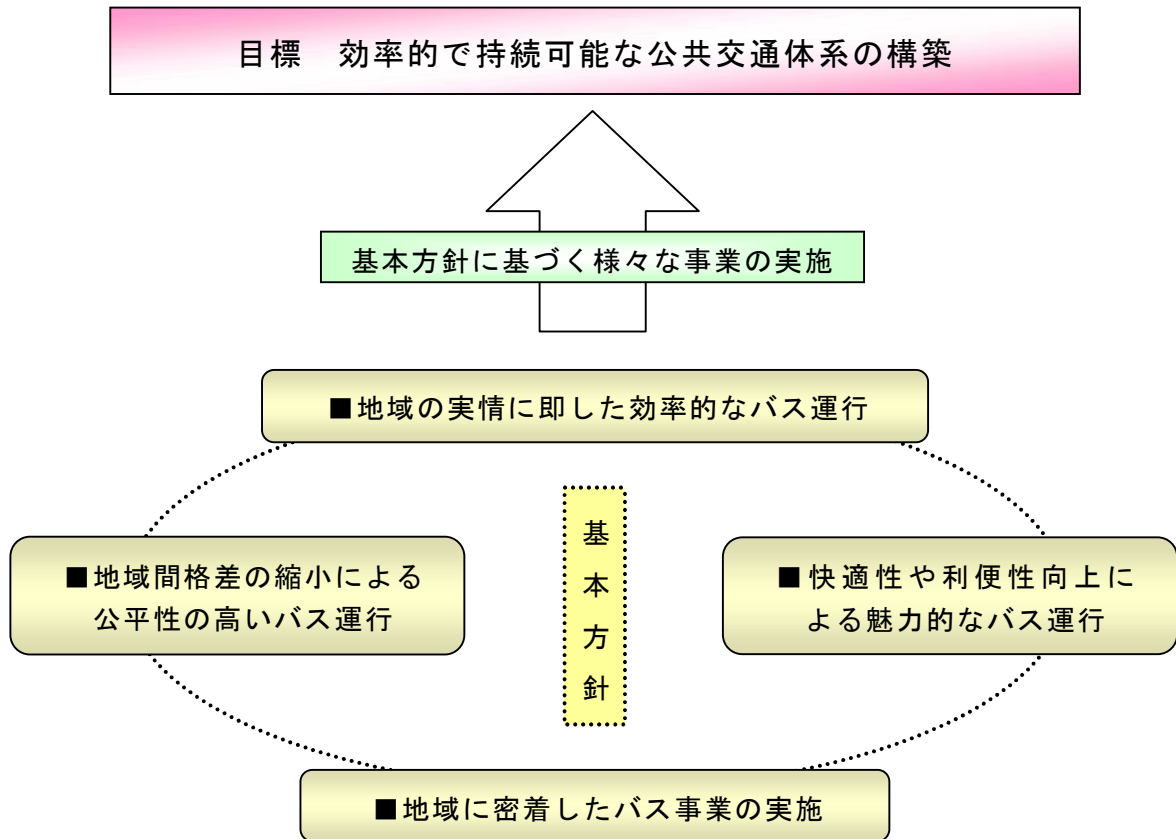 目標　効率的で持続可能な公共交通体系の構築
基本方針に基づく様々な事業の実施
■地域の実情に即した効率的なバス運行
基本方針
■地域間格差の縮小による
公平性の高いバス運行
■快適性や利便性向上に
よる魅力的なバス運行
■地域に密着したバス事業の実施